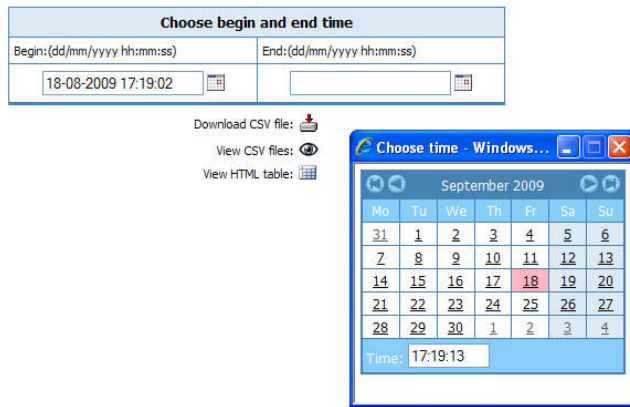 Choose begin and end time
Begin:(dd/mm/yyyy hh:mm:ss) End:(dd/mm/yyyy hh:mm:ss)
18-08-2009 17:19:02
Download CSV file:
View CSV files:
View HTML table:
Choose time - Windows...
September 2009
Mo Tu We Th Fr Sa Su
31 1 2 3 4 5 6
7 8 9 10 11 12 13
14 15 16 17 18 19 20
21 22 23 24 25 26 27
28 29 30 1 2 3 4
Time: 17:19:13